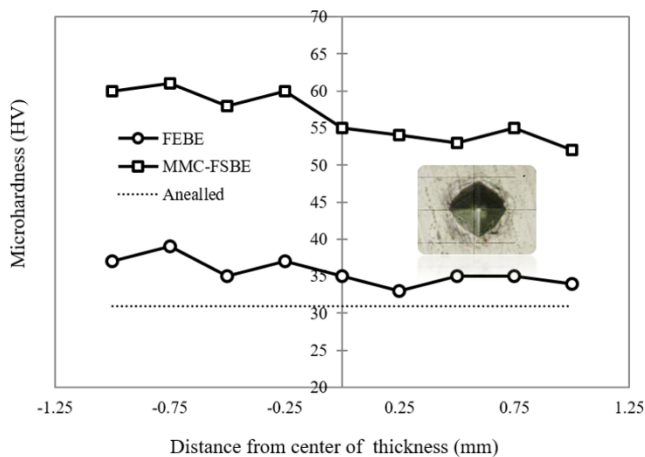 70
65
60
55
50
45
40
35
30
25
20
Microhardness (HV)
FEBE
MMC-FSBE
Anealled
-1.25 -0.75 -0.25 0.25 0.75 1.25
Distance from center of thickness (mm)